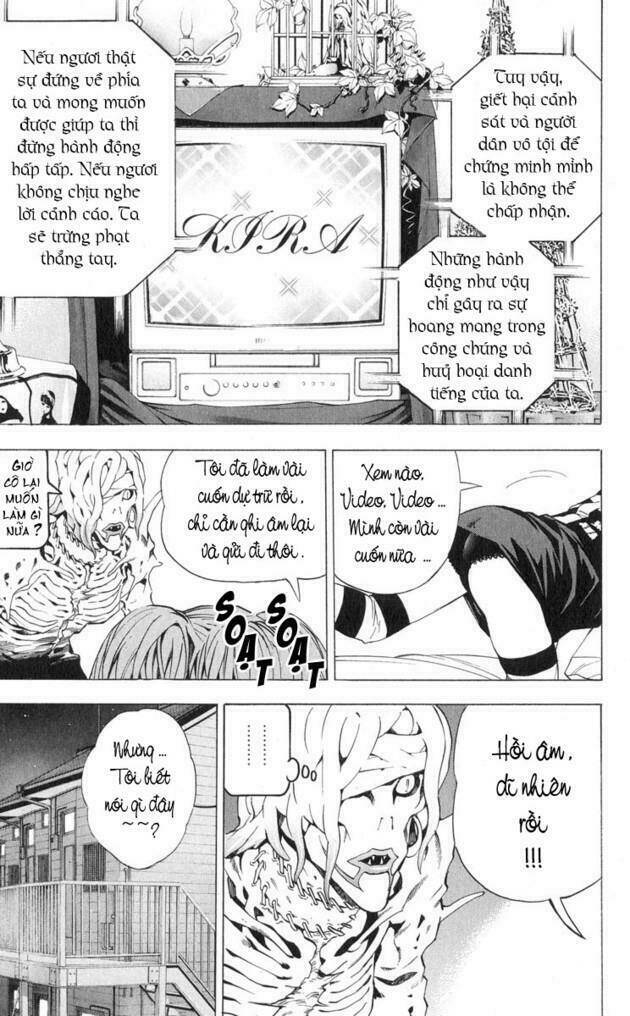 Tuy vậy,
giết hại cảnh
sát và người
dân vô tội để
chứng minh mình
là không thể
chấp nhận.
Những hành
động như vậy
chỉ gây ra sự
hoang mang trong
công chúng và
huỷ hoại danh
tiếng của ta.
Nếu ngươi thật
sự đứng về phía
ta và mong muốn
được giúp ta thì
đừng hành động
hấp tấp. Nếu ngươi
không chịu nghe
lời cảnh cáo. Ta
sẽ trừng phạt
thẳng tay.
KIRA
Xem nào,
Video, Video ...
Mình còn vài
cuốn nữa ...
Tôi đã làm vài
cuốn dự trữ rồi,
chỉ cần ghi âm lại
và gửi đi thôi.
SOẠT
SOẠT
GIỜ
CÔ LẠI
MUỐN
LÀM GÌ
NỮA?
Hồi âm,
dĩ nhiên
rồi
!!!
Nhưng ...
Tôi biết
nói gì đây
~~?